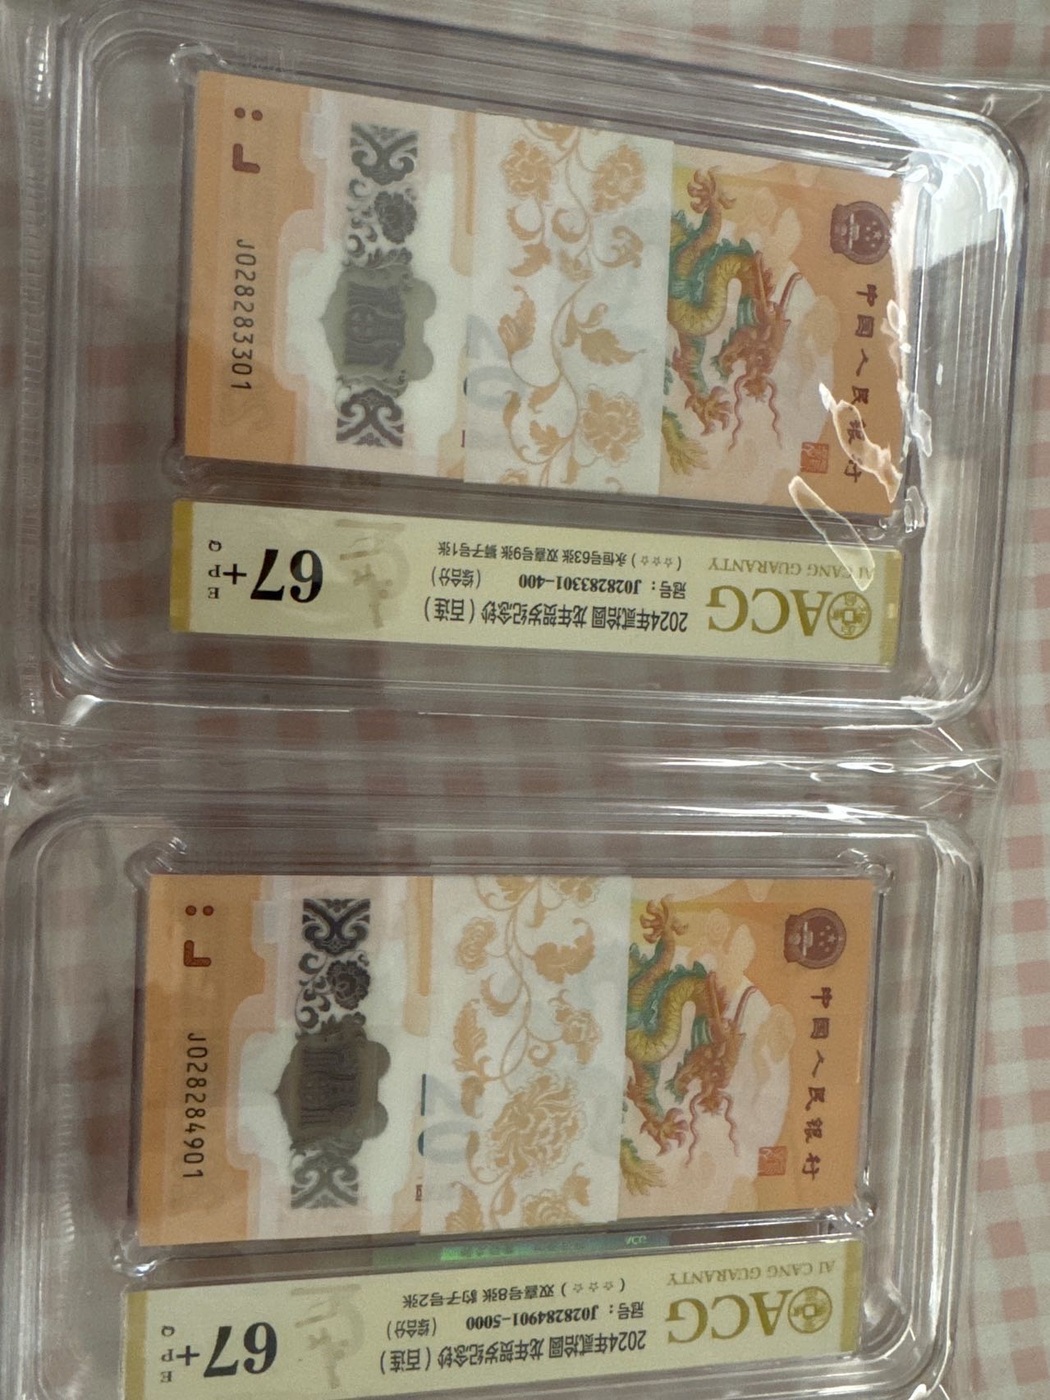 J028283301
20
中国人民银行
ACG
AI CANG GUARANTY
2024年贰拾圆 龙年贺岁纪念钞（百连）
冠号：J028283301-400 （综合分）
（☆☆☆）永恒号63张 双喜号9张 狮子号1张
67+
E
P
Q
J028284901
20
中国人民银行
ACG
AI CANG GUARANTY
2024年贰拾圆 龙年贺岁纪念钞（百连）
冠号：J028284901-5000 （综合分）
（☆☆☆）双喜号8张 豹子号2张
67+
E
P
Q